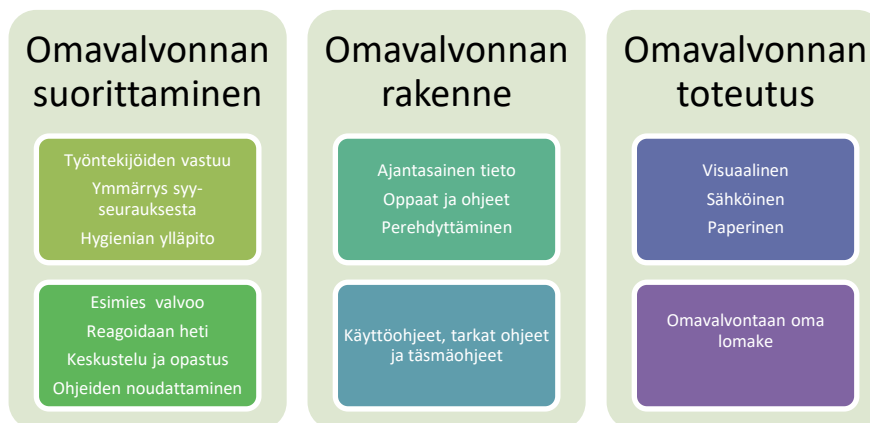 Omavalvonnan
suorittaminen
Työntekijöiden vastuu
Ymmärrys syy-
seurauksesta
Hygienian ylläpito
Esimies valvoo
Reagoidaan heti
Keskustelu ja opastus
Ohjeiden noudattaminen
Omavalvonnan
rakenne
Ajantasainen tieto
Oppaat ja ohjeet
Perehdyttäminen
Käyttöohjeet, tarkat ohjeet
ja täsmäohjeet
Omavalvonnan
toteutus
Visuaalinen
Sähköinen
Paperinen
Omavalvontaan oma
lomake